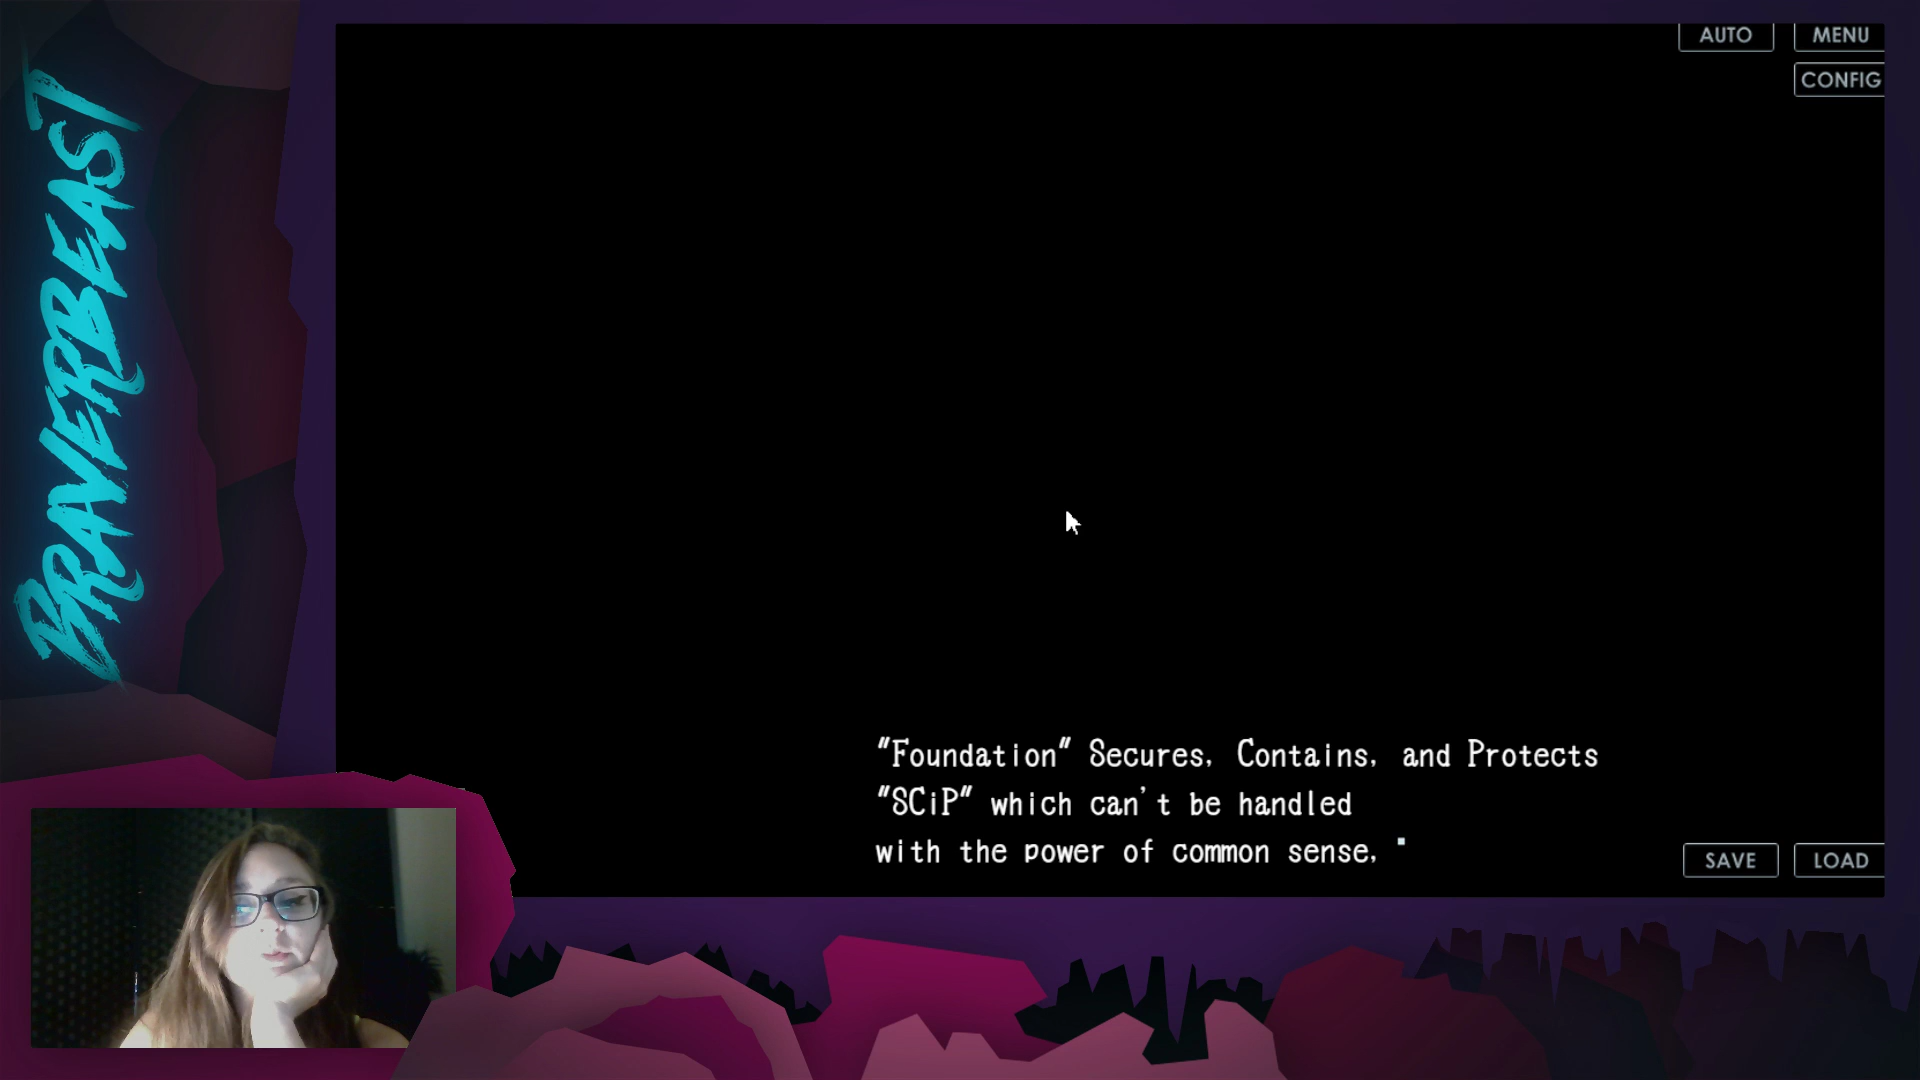 AUTO
MENU
CONFIG
BRAVERBEAST
"Foundation" Secures, Contains, and Protects
"SCiP" which can't be handled
with the power of common sense,
SAVE
LOAD